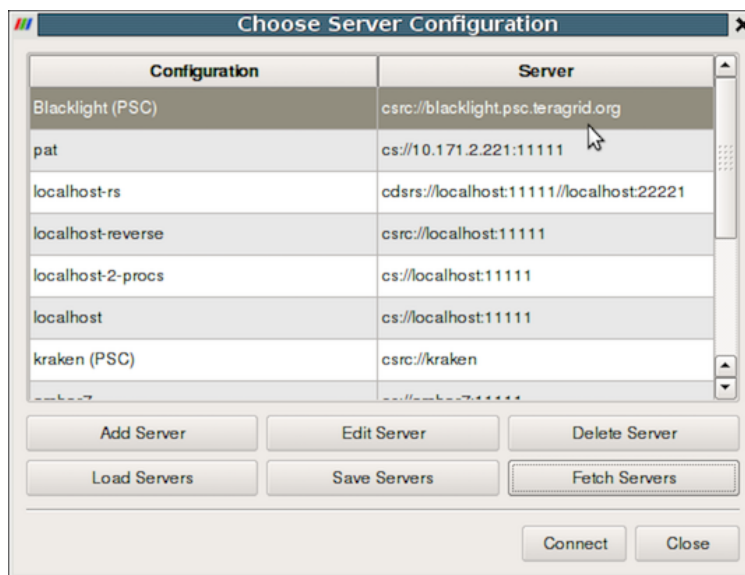 Choose Server Configuration
Configuration Server
Blacklight (PSC) csrc://blacklight.psc.teragrid.org
pat cs://10.171.2.221:11111
localhost-rs cdsrs://localhost:11111//localhost:22221
localhost-reverse csrc://localhost:11111
localhost-2-procs cs://localhost:11111
localhost cs://localhost:11111
kraken (PSC) csrc://kraken
Add Server Edit Server Delete Server
Load Servers Save Servers Fetch Servers
Connect Close